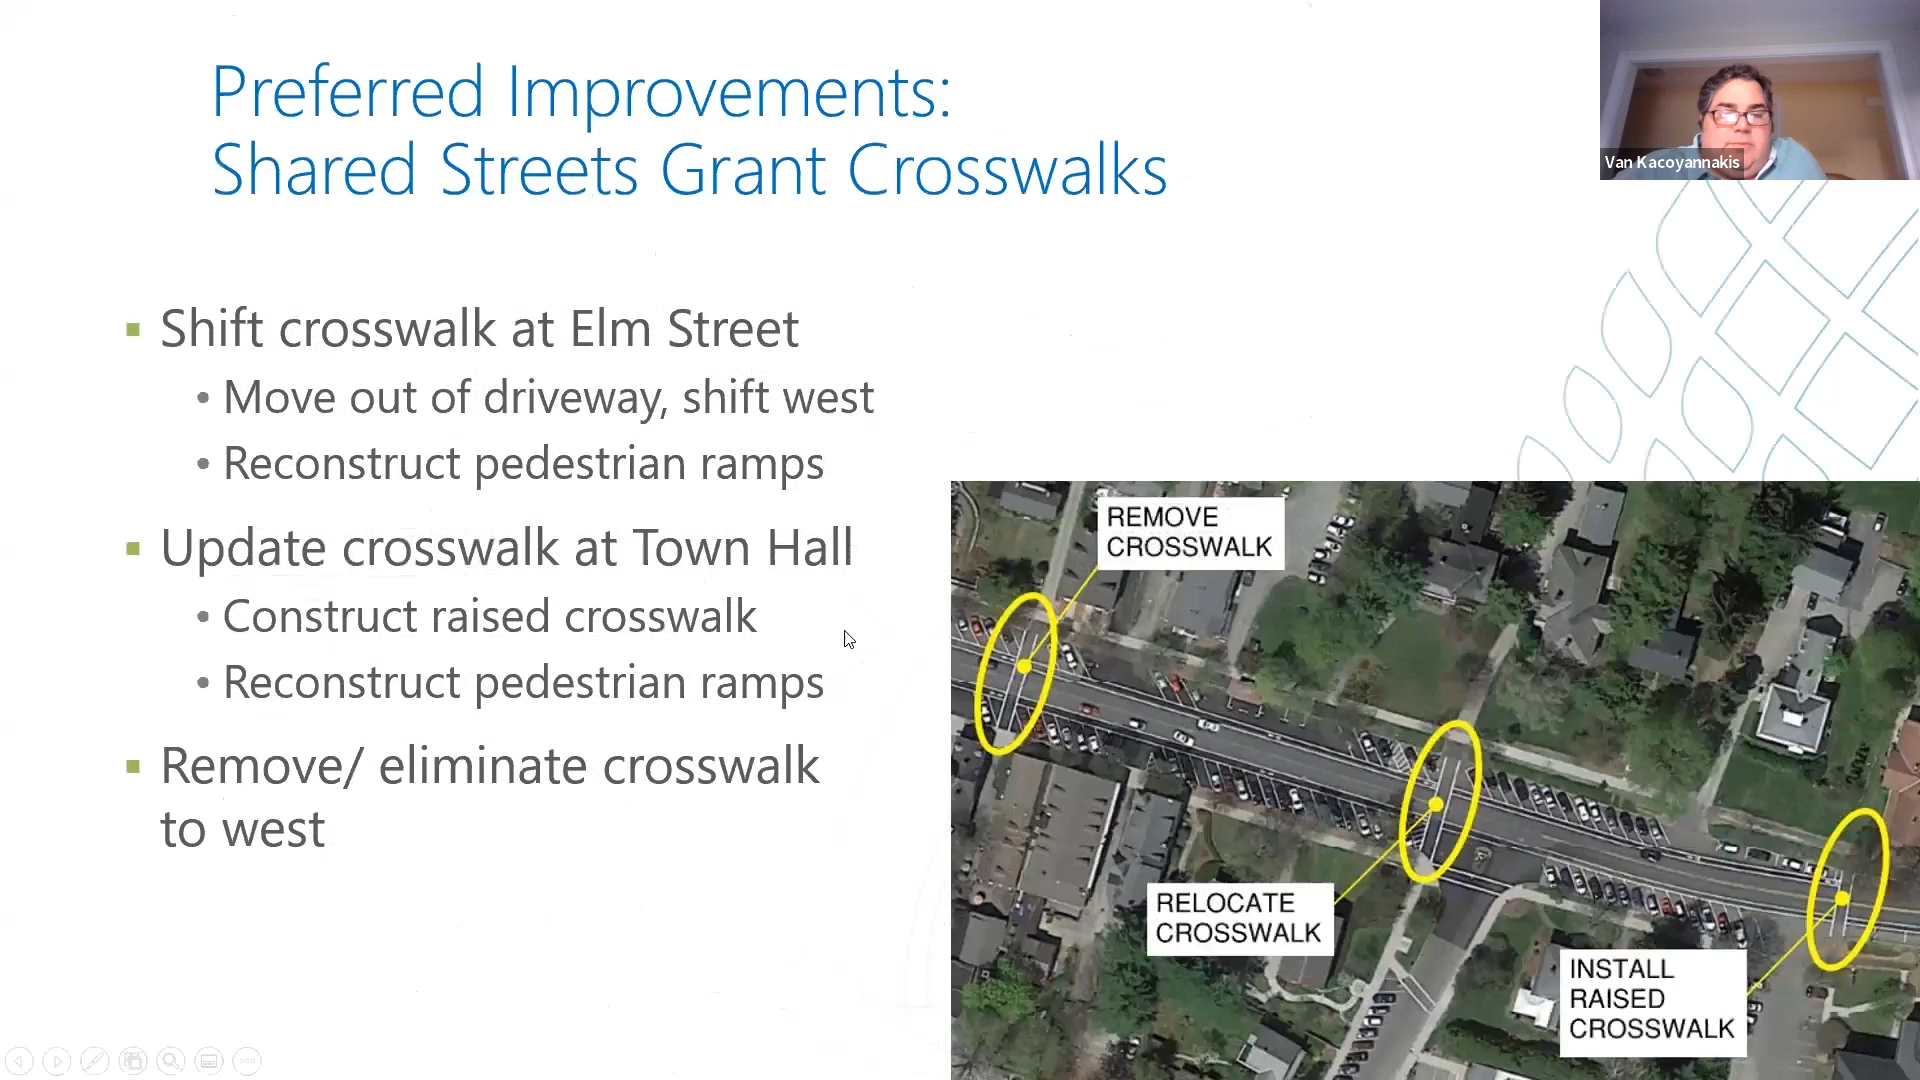 Preferred Improvements:
Shared Streets Grant Crosswalks
Van Kacoyannakis
▪ Shift crosswalk at Elm Street
• Move out of driveway, shift west
• Reconstruct pedestrian ramps
▪ Update crosswalk at Town Hall
• Construct raised crosswalk
• Reconstruct pedestrian ramps
▪ Remove/ eliminate crosswalk
to west
REMOVE
CROSSWALK
RELOCATE
CROSSWALK
INSTALL
RAISED
CROSSWALK